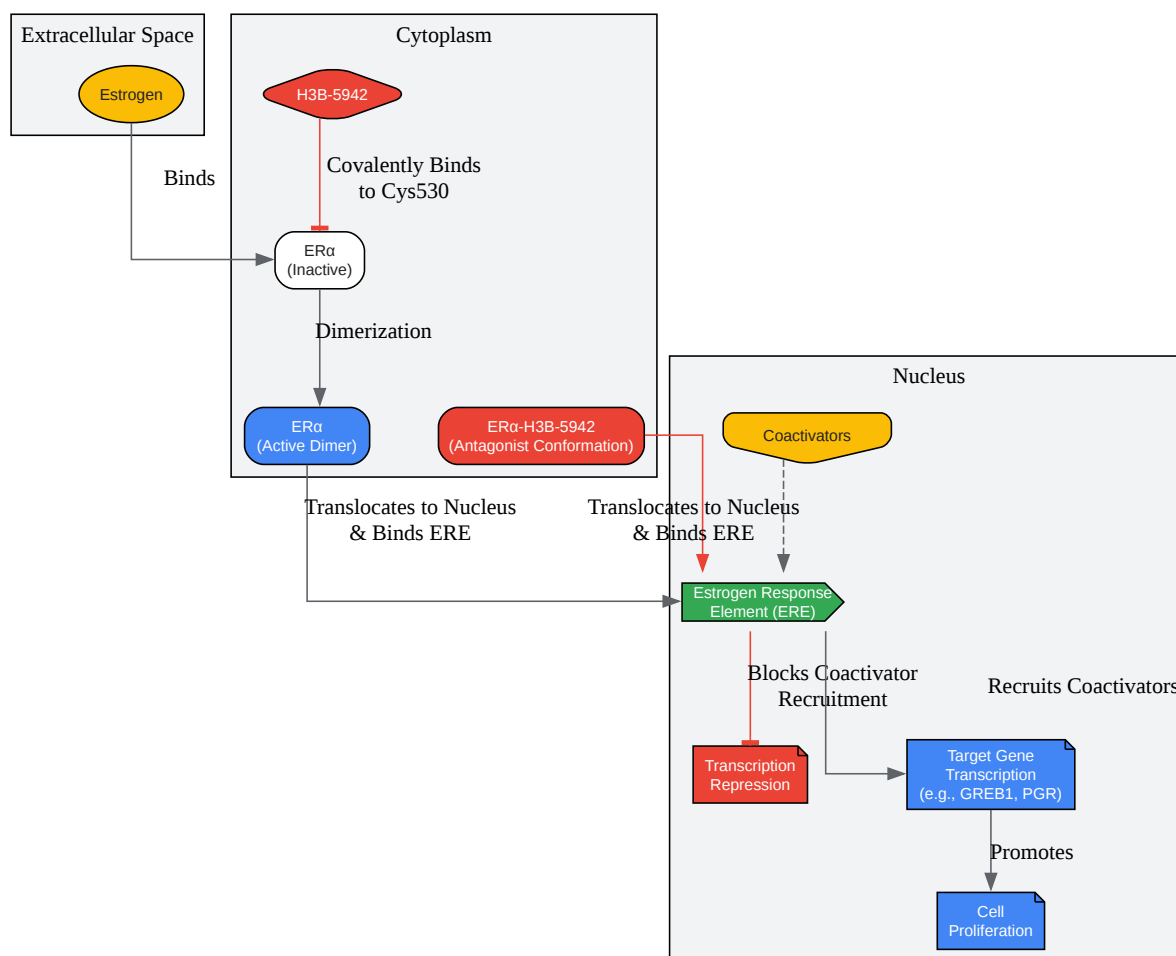 Extracellular Space
Cytoplasm
Estrogen
H3B-5942
Binds
Covalently Binds
to Cys530
ERα
(Inactive)
Dimerization
Nucleus
ERα
(Active Dimer)
ERα-H3B-5942
(Antagonist Conformation)
Coactivators
Translocates to Nucleus
& Binds ERE
Translocates to Nucleus
& Binds ERE
Estrogen Response
Element (ERE)
Blocks Coactivator
Recruitment
Recruits Coactivators
Transcription
Repression
Target Gene
Transcription
(e.g., GREB1, PGR)
Promotes
Cell
Proliferation